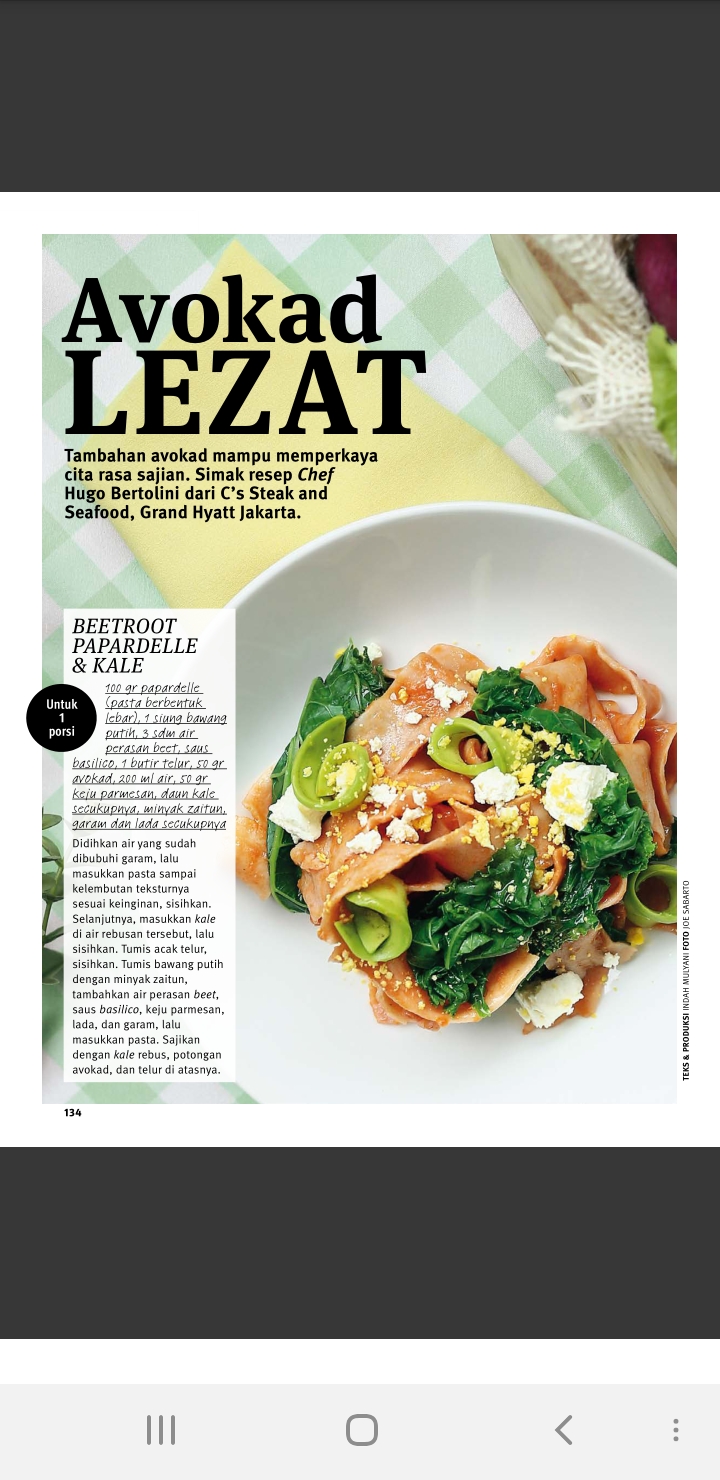 Avokad
LEZAT
Tambahan avokad mampu memperkaya
cita rasa sajian. Simak resep Chef
Hugo Bertolini dari C's Steak and
Seafood, Grand Hyatt Jakarta.
BEETROOT
PAPARDELLE
& KALE
Untuk
1
porsi
100 gr papardelle
(pasta berbentuk
lebar), 1 siung bawang
putih, 3 sdm air
perasan beet, saus
basilico, 1 butir telur, 50 gr
avokad, 200 ml air, 50 gr
keju parmesan, daun kale
secukupnya, minyak zaitun,
garam dan lada secukupnya
Didihkan air yang sudah
dibubuhi garam, lalu
masukkan pasta sampai
kelembutan teksturnya
sesuai keinginan, sisihkan.
Selanjutnya, masukkan kale
di air rebusan tersebut, lalu
sisihkan. Tumis acak telur,
sisihkan. Tumis bawang putih
dengan minyak zaitun,
tambahkan air perasan beet,
saus basilico, keju parmesan,
lada, dan garam, lalu
masukkan pasta. Sajikan
dengan kale rebus, potongan
avokad, dan telur di atasnya.
TEKS & PRODUKSI INDAH MULYANI FOTO JOE SABARTO
134